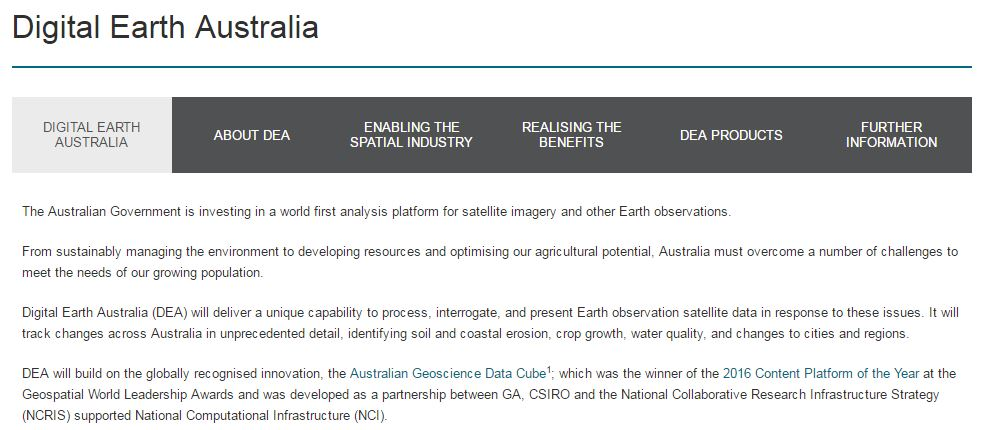 Digital Earth Australia
DIGITAL EARTH
AUSTRALIA
ABOUT DEA
ENABLING THE
SPATIAL INDUSTRY
REALISING THE
BENEFITS
DEA PRODUCTS
FURTHER
INFORMATION
The Australian Government is investing in a world first analysis platform for satellite imagery and other Earth observations.
From sustainably managing the environment to developing resources and optimising our agricultural potential, Australia must overcome a number of challenges to
meet the needs of our growing population.
Digital Earth Australia (DEA) will deliver a unique capability to process, interrogate, and present Earth observation satellite data in response to these issues. It will
track changes across Australia in unprecedented detail, identifying soil and coastal erosion, crop growth, water quality, and changes to cities and regions.
DEA will build on the globally recognised innovation, the Australian Geoscience Data Cube¹; which was the winner of the 2016 Content Platform of the Year at the
Geospatial World Leadership Awards and was developed as a partnership between GA, CSIRO and the National Collaborative Research Infrastructure Strategy
(NCRIS) supported National Computational Infrastructure (NCI).